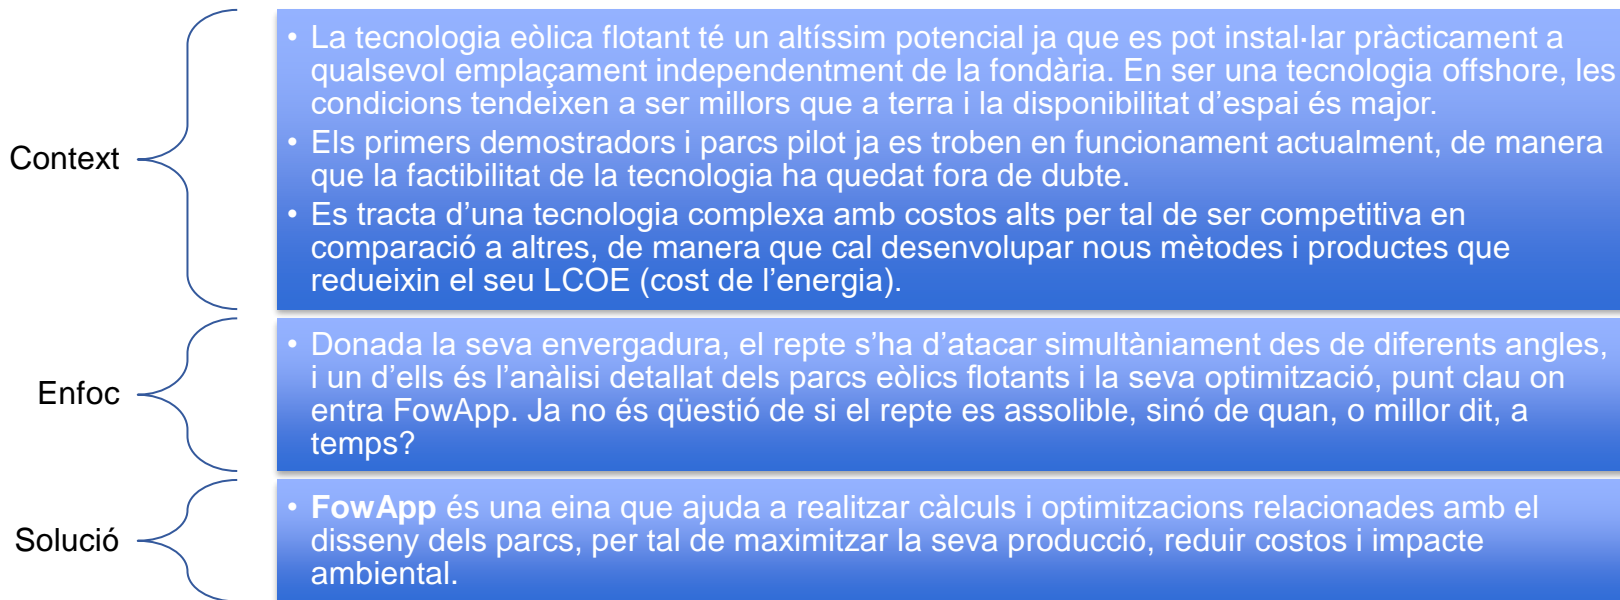 Context
• La tecnologia eòlica flotant té un altíssim potencial ja que es pot instal·lar pràcticament a
qualsevol emplaçament independentment de la fondària. En ser una tecnologia offshore, les
condicions tendeixen a ser millors que a terra i la disponibilitat d’espai és major.
• Els primers demostradors i parcs pilot ja es troben en funcionament actualment, de manera
que la factibilitat de la tecnologia ha quedat fora de dubte.
• Es tracta d’una tecnologia complexa amb costos alts per tal de ser competitiva en
comparació a altres, de manera que cal desenvolupar nous mètodes i productes que
redueixin el seu LCOE (cost de l’energia).
Enfoc
• Donada la seva envergadura, el repte s’ha d’atacar simultàniament des de diferents angles,
i un d’ells és l’anàlisi detallat dels parcs eòlics flotants i la seva optimització, punt clau on
entra FowApp. Ja no és qüestió de si el repte es assolible, sinó de quan, o millor dit, a
temps?
Solució
• FowApp és una eina que ajuda a realitzar càlculs i optimitzacions relacionades amb el
disseny dels parcs, per tal de maximitzar la seva producció, reduir costos i impacte
ambiental.